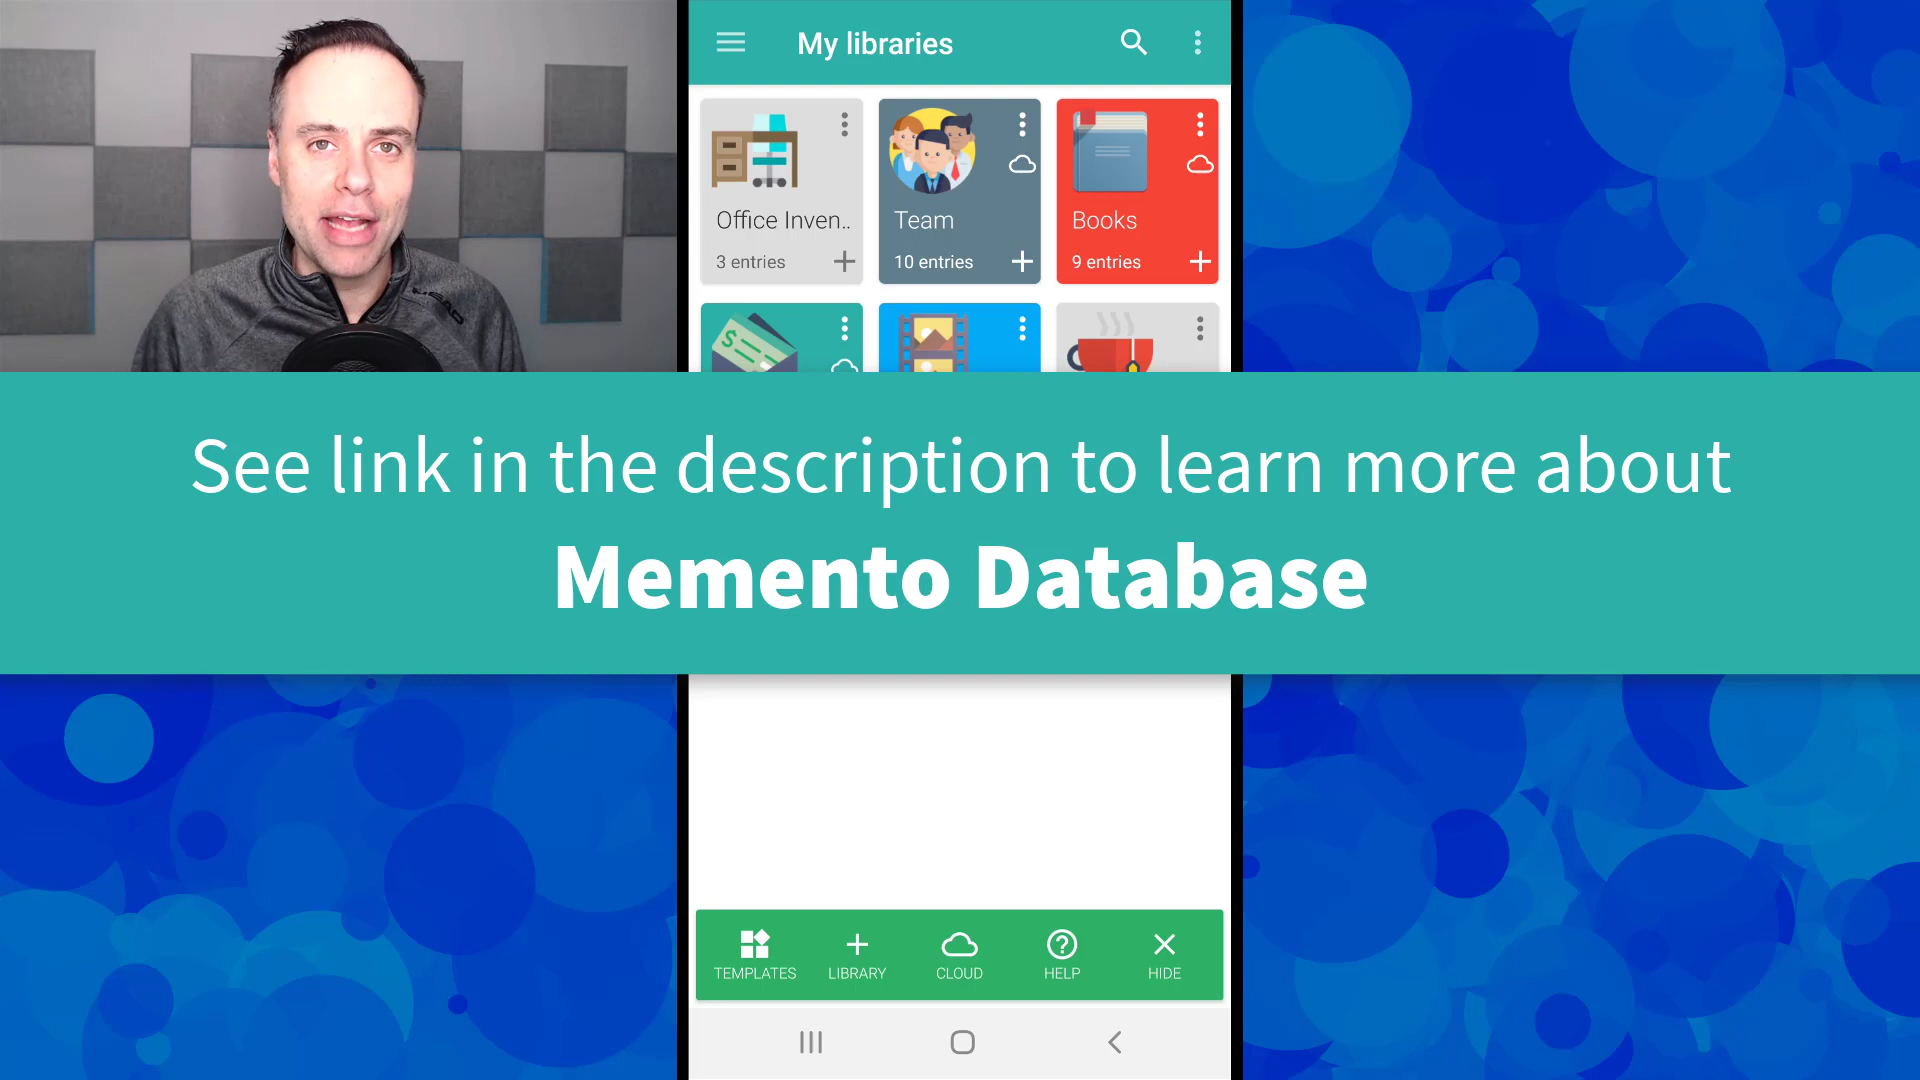 My libraries
Office Inven..
3 entries
Team
10 entries
Books
9 entries
HEAD
See link in the description to learn more about
Memento Database
TEMPLATES
LIBRARY
CLOUD
HELP
HIDE